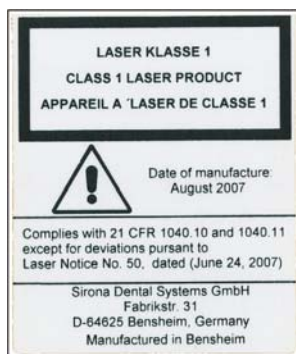 LASER KLASSE 1
CLASS 1 LASER PRODUCT
APPAREIL A ´LASER DE CLASSE 1
Date of manufacture:
August 2007
Complies with 21 CFR 1040.10 and 1040.11
except for deviations pursuant to
Laser Notice No. 50, dated (June 24, 2007)
Sirona Dental Systems GmbH
Fabrikstr. 31
D-64625 Bensheim, Germany
Manufactured in Bensheim